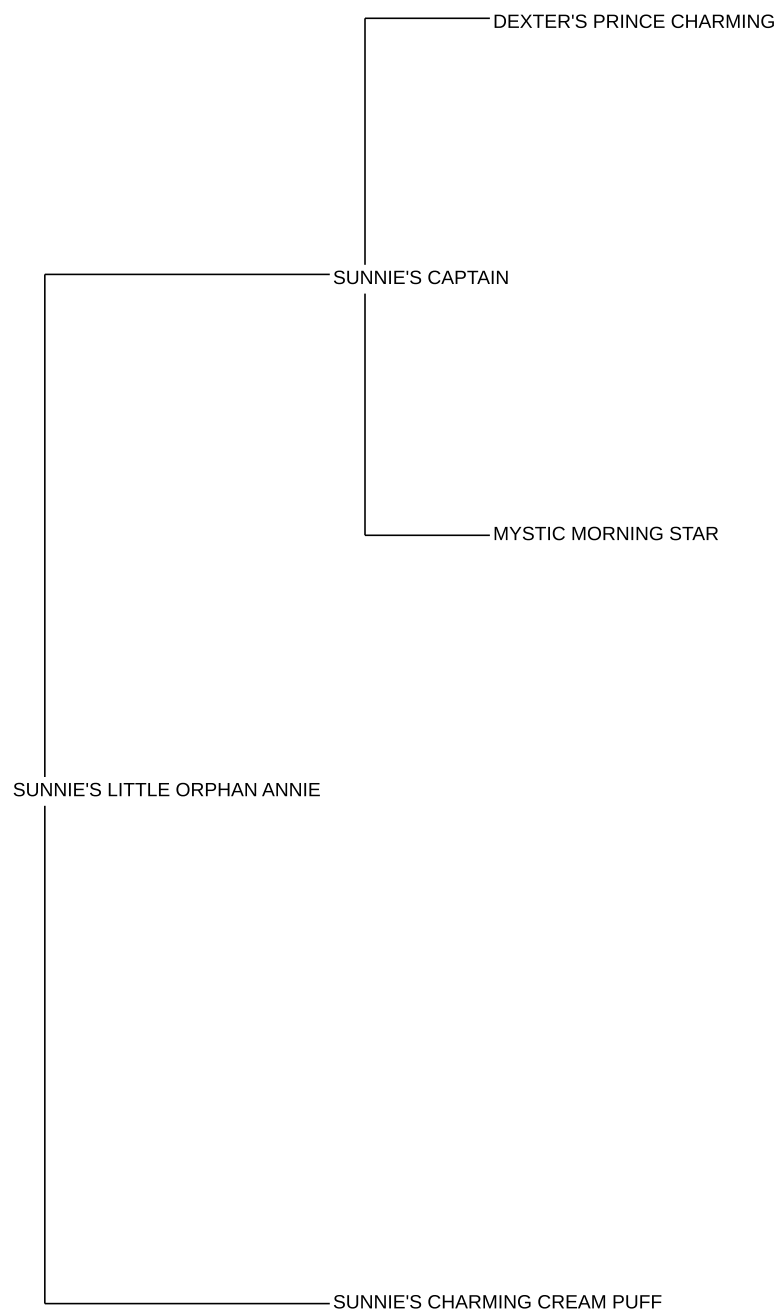 DEXTER'S PRINCE CHARMING
SUNNIE'S CAPTAIN
MYSTIC MORNING STAR
SUNNIE'S LITTLE ORPHAN ANNIE
SUNNIE'S CHARMING CREAM PUFF